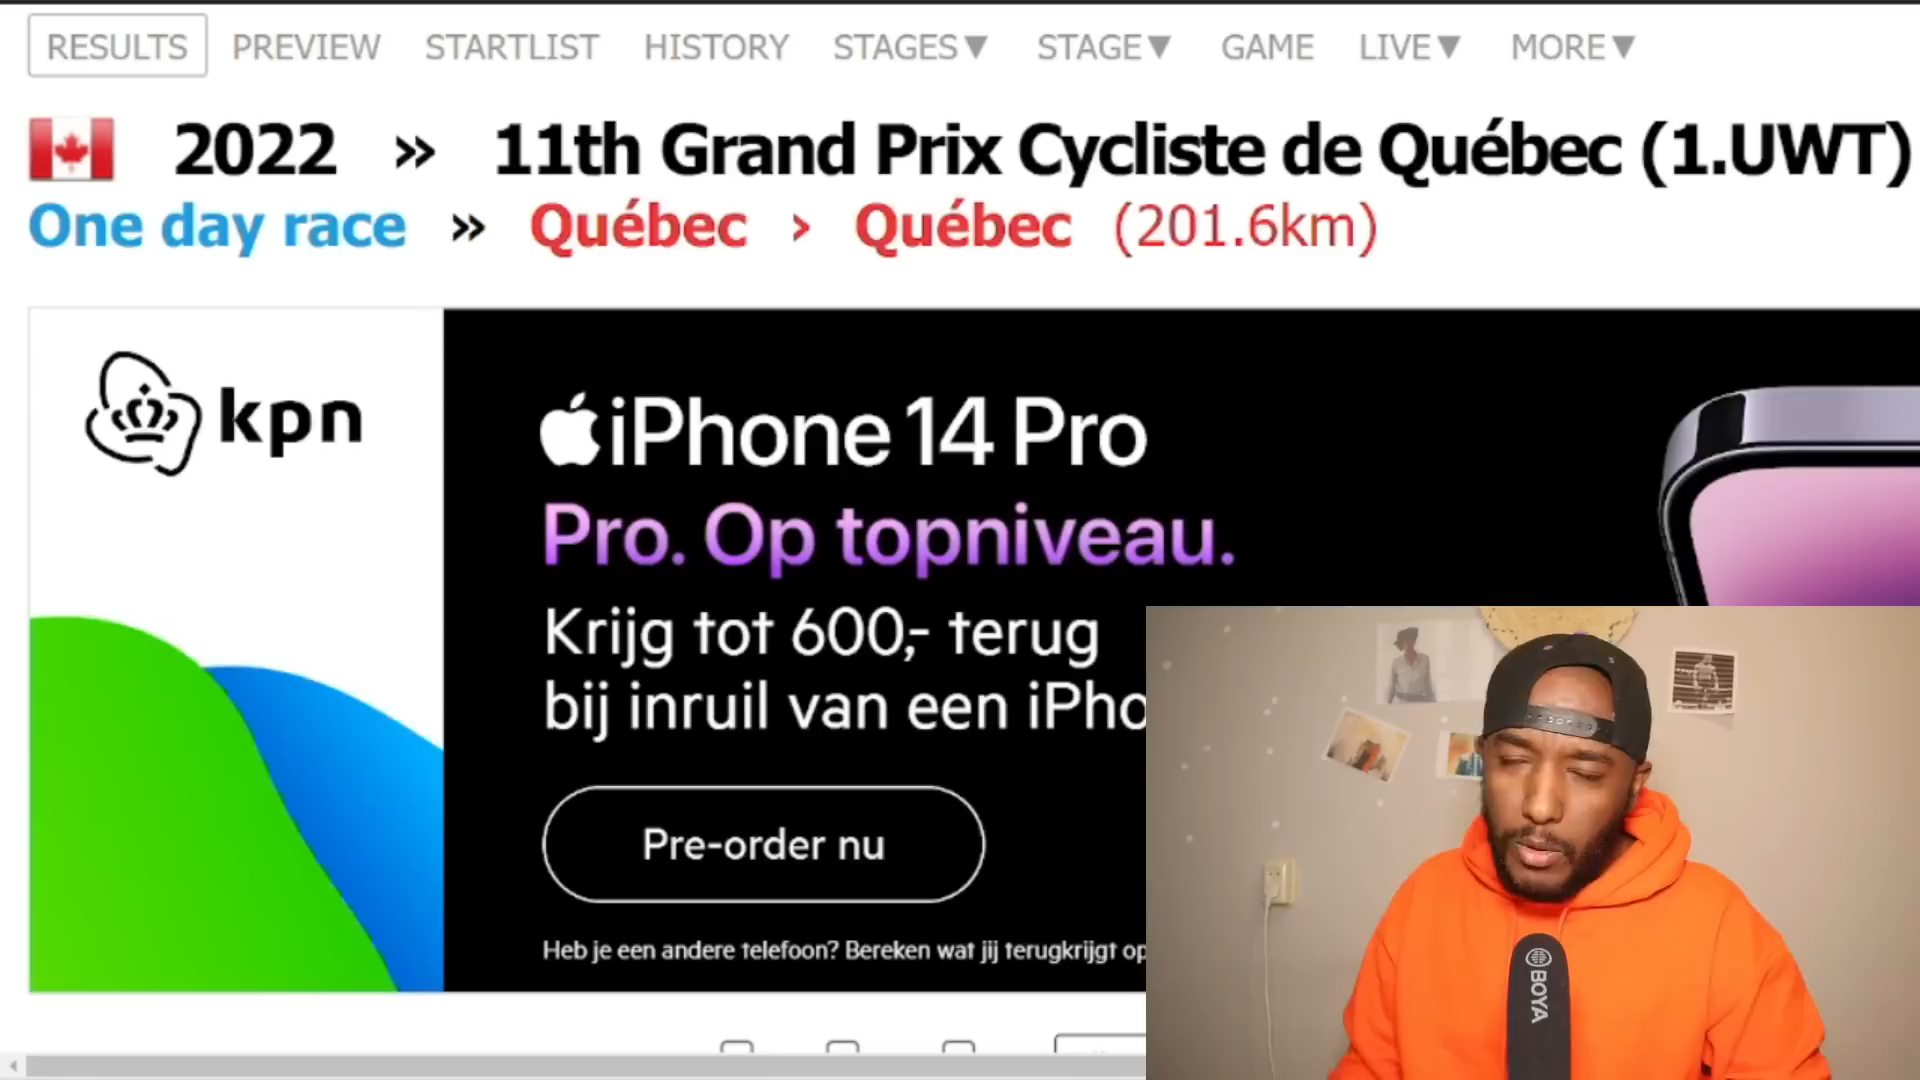 RESULTS PREVIEW STARTLIST HISTORY STAGES▼ STAGE▼ GAME LIVE▼ MORE▼
2022 » 11th Grand Prix Cycliste de Québec (1.UWT)
One day race » Québec › Québec (201.6km)
kpn
iPhone 14 Pro
Pro. Op topniveau.
Krijg tot 600,- terug
bij inruil van een iPho
Pre-order nu
Heb je een andere telefoon? Bereken wat jij terugkrijgt op
BOYA